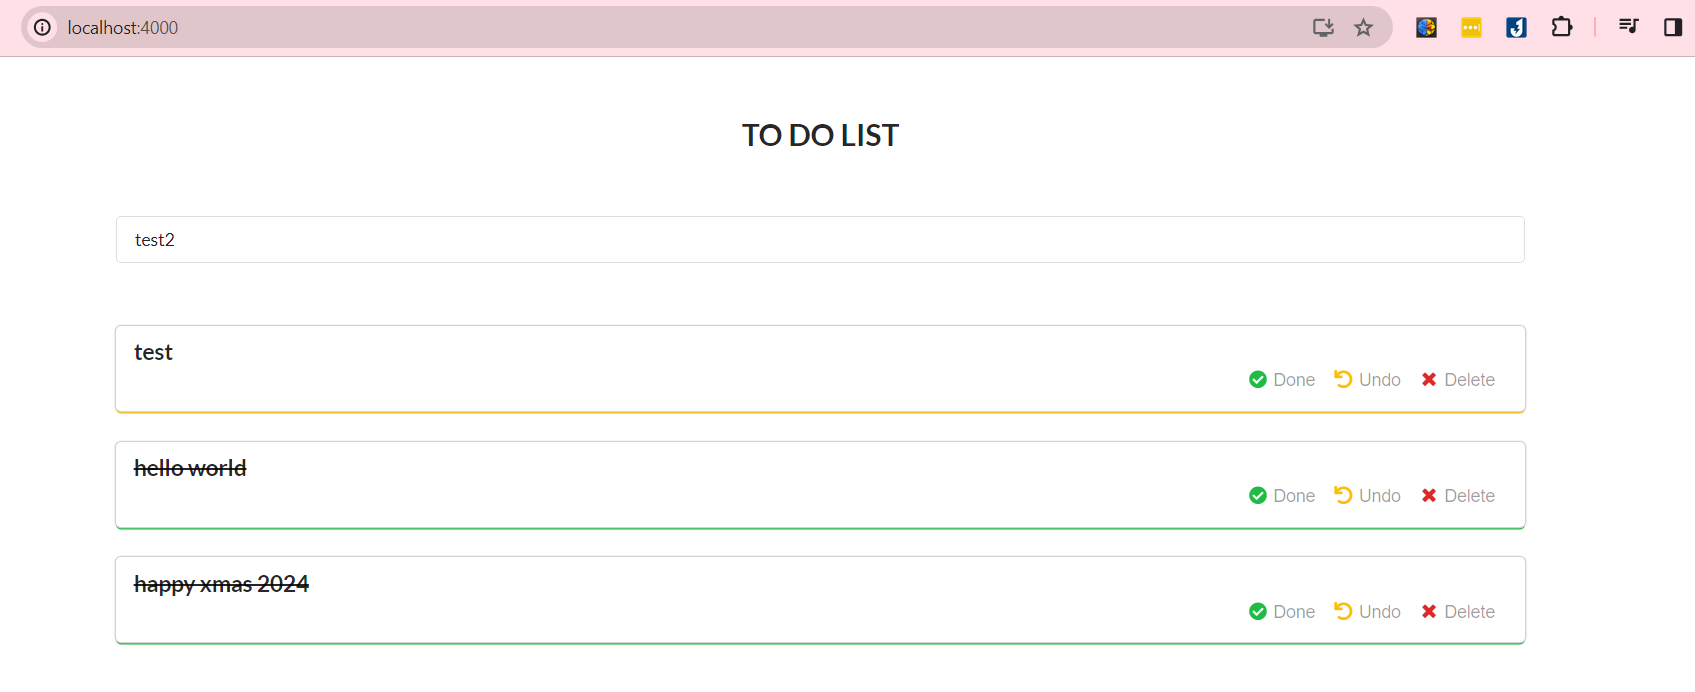 localhost:4000
TO DO LIST
test2
test
Done Undo Delete
hello world
Done Undo Delete
happy xmas 2024
Done Undo Delete